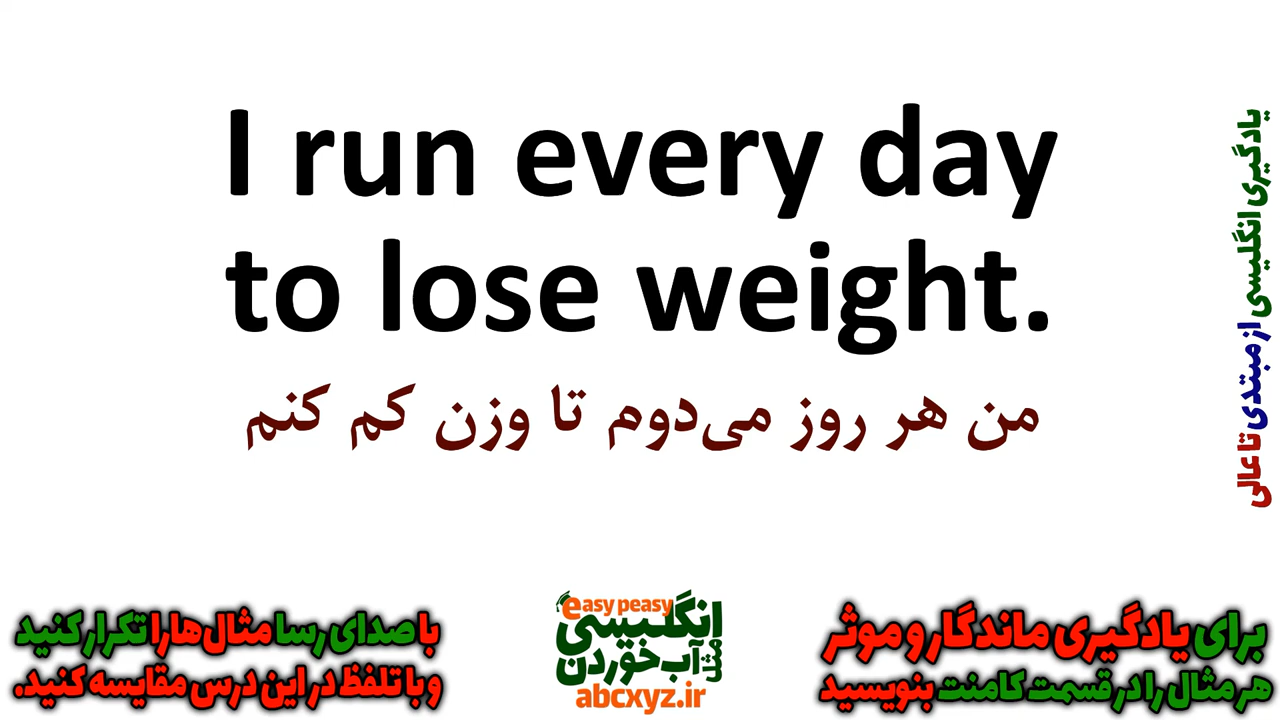 I run every day
to lose weight.
من هر روز می‌دوم تا وزن کم کنم
یادگیری انگلیسی از مبتدی تا عالی
برای یادگیری ماندگار و موثر
هر مثال را در قسمت کامنت بنویسید
easy peasy
انگلیسی
مثل آب خوردن
abcxyz.ir
با صدای رسا مثال‌ها را تکرار کنید
و با تلفظ در این درس مقایسه کنید.